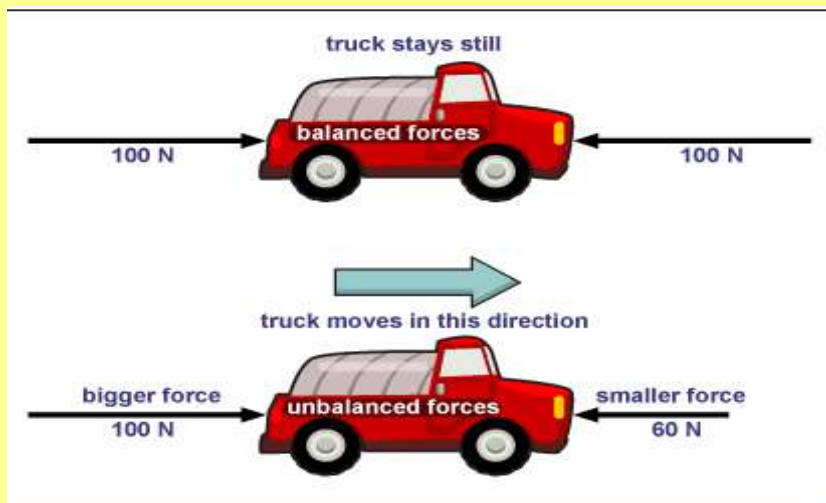 truck stays still
balanced forces
100 N
100 N
truck moves in this direction
bigger force
smaller force
unbalanced forces
100 N
60 N